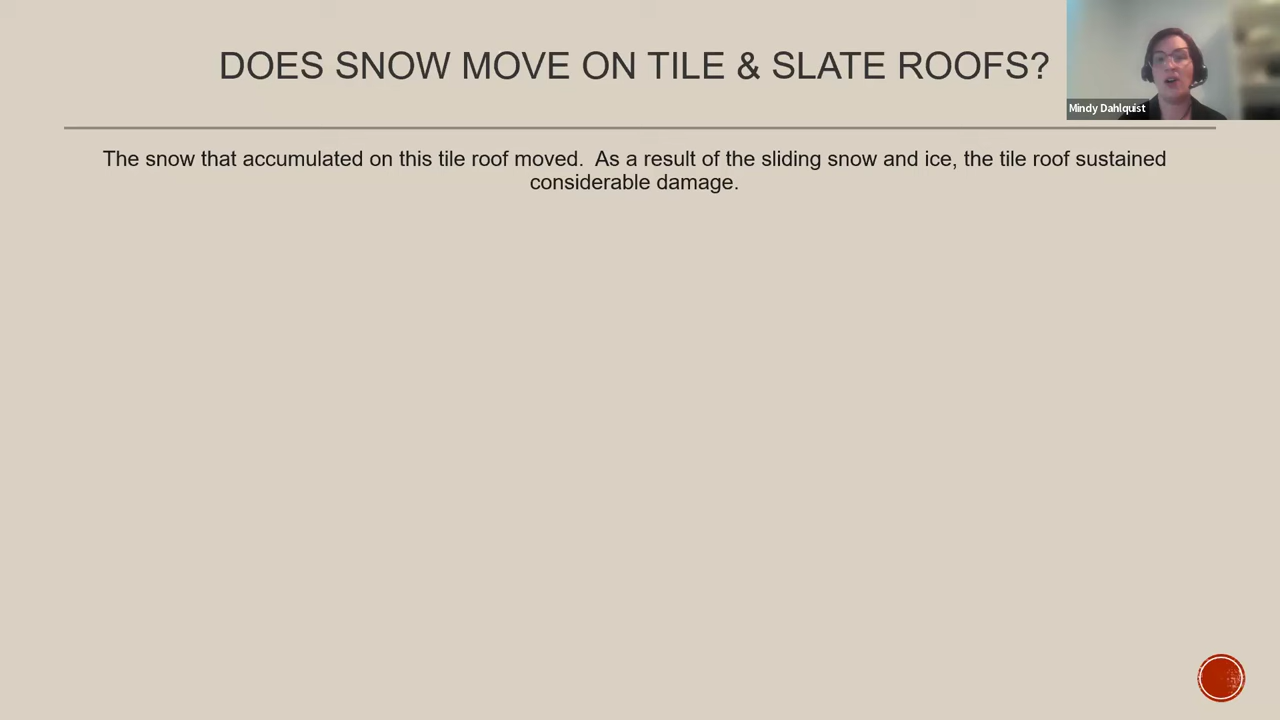 DOES SNOW MOVE ON TILE & SLATE ROOFS?
Mindy Dahlquist
The snow that accumulated on this tile roof moved.  As a result of the sliding snow and ice, the tile roof sustained
considerable damage.